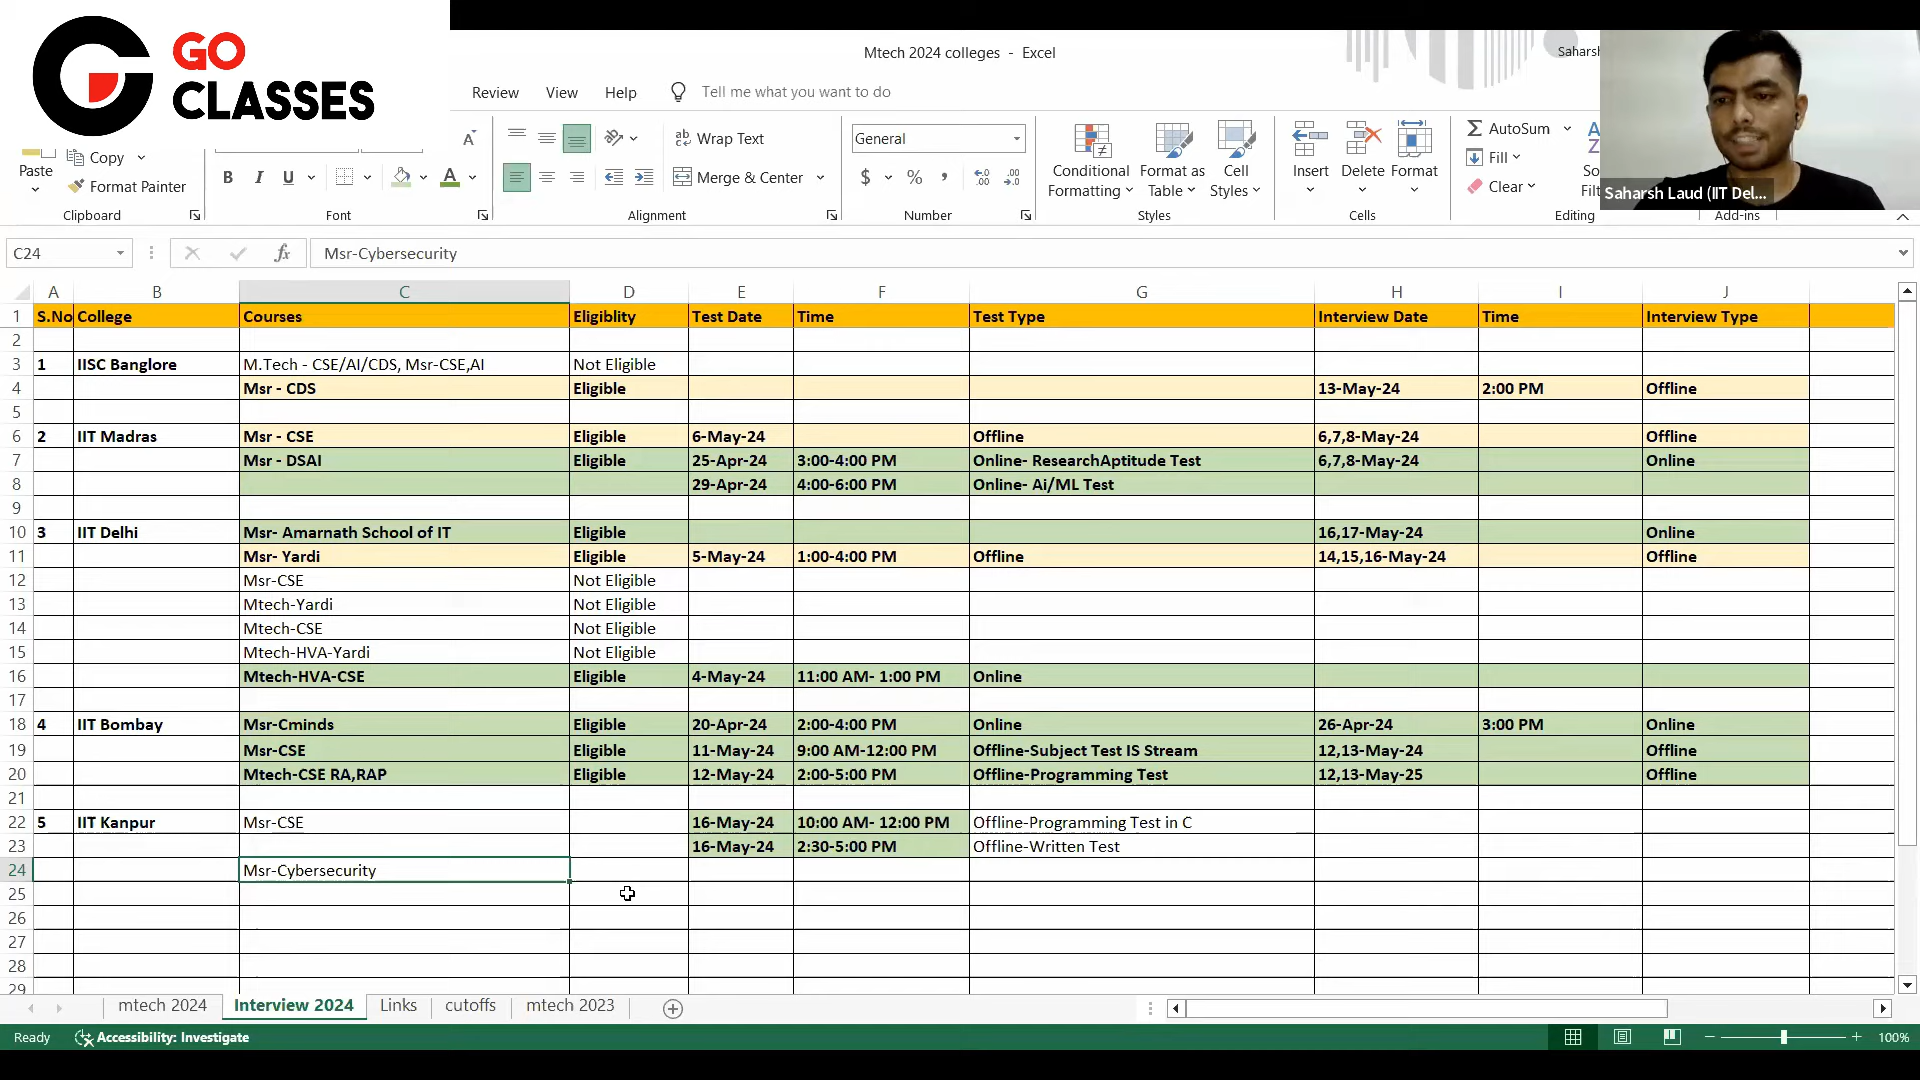 GO
CLASSES
Mtech 2024 colleges - Excel
Saharsh
Review View Help Tell me what you want to do
Paste
Copy
Format Painter
Clipboard
B I U A
Font
Wrap Text
Merge & Center
Alignment
General
$ % ,
Number
Conditional Formatting
Format as Table
Cell Styles
Styles
Insert
Delete
Format
Cells
AutoSum
Fill
Clear
Editing
Add-ins
Saharsh Laud (IIT Del...
C24 fx Msr-Cybersecurity
A B C D E F G H I J
1 S.No College Courses Eligiblity Test Date Time Test Type Interview Date Time Interview Type
2
3 1 IISC Banglore M.Tech - CSE/AI/CDS, Msr-CSE,AI Not Eligible
4 Msr - CDS Eligible 13-May-24 2:00 PM Offline
5
6 2 IIT Madras Msr - CSE Eligible 6-May-24 Offline 6,7,8-May-24 Offline
7 Msr - DSAI Eligible 25-Apr-24 3:00-4:00 PM Online- ResearchAptitude Test 6,7,8-May-24 Online
8 29-Apr-24 4:00-6:00 PM Online- Ai/ML Test
9
10 3 IIT Delhi Msr- Amarnath School of IT Eligible 16,17-May-24 Online
11 Msr- Yardi Eligible 5-May-24 1:00-4:00 PM Offline 14,15,16-May-24 Offline
12 Msr-CSE Not Eligible
13 Mtech-Yardi Not Eligible
14 Mtech-CSE Not Eligible
15 Mtech-HVA-Yardi Not Eligible
16 Mtech-HVA-CSE Eligible 4-May-24 11:00 AM- 1:00 PM Online
17
18 4 IIT Bombay Msr-Cminds Eligible 20-Apr-24 2:00-4:00 PM Online 26-Apr-24 3:00 PM Online
19 Msr-CSE Eligible 11-May-24 9:00 AM-12:00 PM Offline-Subject Test IS Stream 12,13-May-24 Offline
20 Mtech-CSE RA,RAP Eligible 12-May-24 2:00-5:00 PM Offline-Programming Test 12,13-May-25 Offline
21
22 5 IIT Kanpur Msr-CSE 16-May-24 10:00 AM- 12:00 PM Offline-Programming Test in C
23 16-May-24 2:30-5:00 PM Offline-Written Test
24 Msr-Cybersecurity
25
26
27
28
29
mtech 2024 Interview 2024 Links cutoffs mtech 2023
Ready Accessibility: Investigate 100%